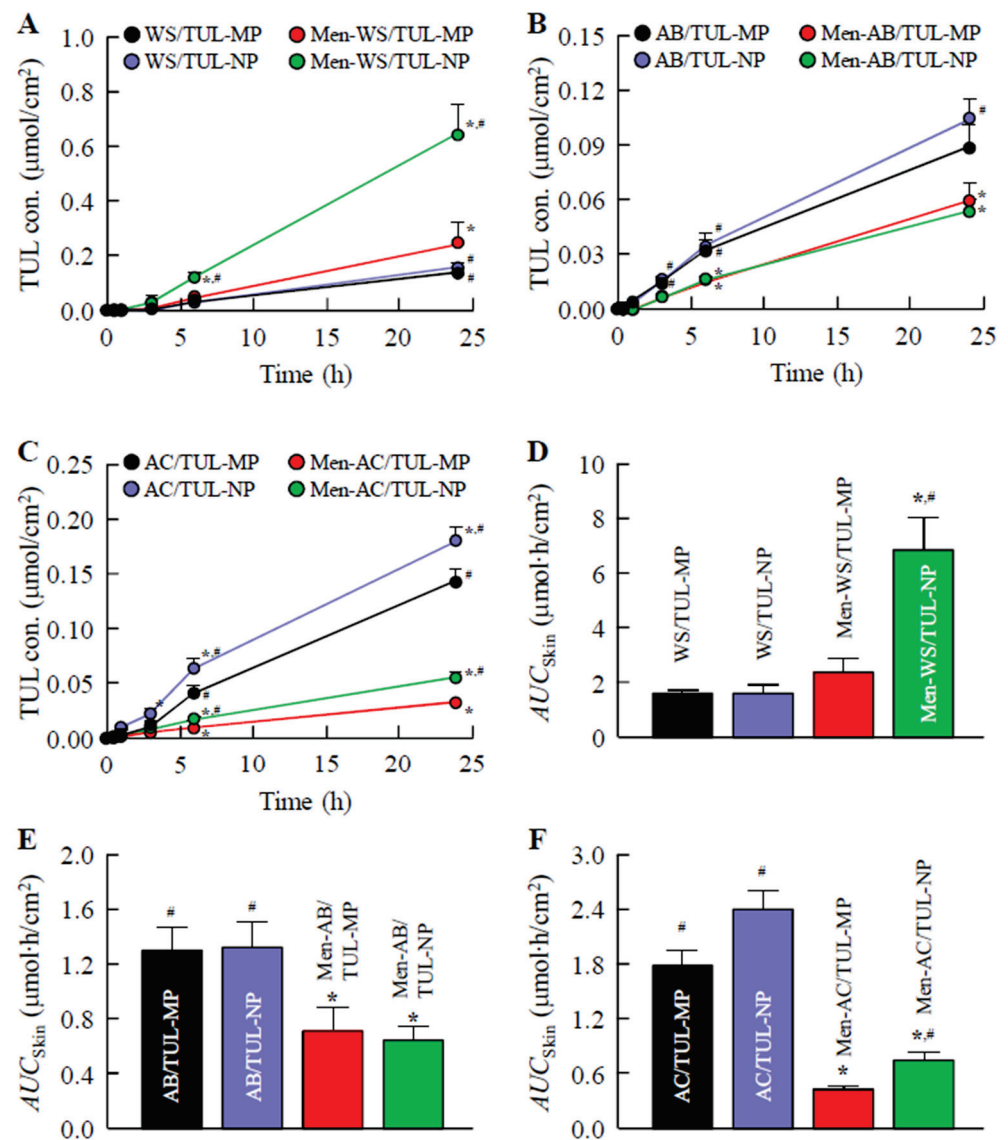 A
WS/TUL-MP Men-WS/TUL-MP
WS/TUL-NP Men-WS/TUL-NP
TUL con. (μmol/cm²)
1.0
0.8
0.6
0.4
0.2
0.0
*,#
*
#
#
*,#
0 5 10 15 20 25
Time (h)
B
AB/TUL-MP Men-AB/TUL-MP
AB/TUL-NP Men-AB/TUL-NP
TUL con. (μmol/cm²)
0.15
0.12
0.09
0.06
0.03
0.0
#
*
*
#
#
*
*
#
#
0 5 10 15 20 25
Time (h)
C
AC/TUL-MP Men-AC/TUL-MP
AC/TUL-NP Men-AC/TUL-NP
TUL con. (μmol/cm²)
0.25
0.20
0.15
0.10
0.05
0.00
*,#
#
*,#
*
*,#
#
*,#
*
*
0 5 10 15 20 25
Time (h)
D
AUCSkin (μmol·h/cm²)
10
8
6
4
2
0
WS/TUL-MP
WS/TUL-NP
Men-WS/TUL-MP
*,#
Men-WS/TUL-NP
E
AUCSkin (μmol·h/cm²)
2.0
1.6
1.2
0.8
0.4
0.0
#
AB/TUL-MP
#
AB/TUL-NP
Men-AB/
TUL-MP
*
Men-AB/
TUL-NP
*
F
AUCSkin (μmol·h/cm²)
3.0
2.4
1.8
1.2
0.6
0.0
#
AC/TUL-MP
#
AC/TUL-NP
Men-AC/TUL-MP
*
Men-AC/TUL-NP
*,#